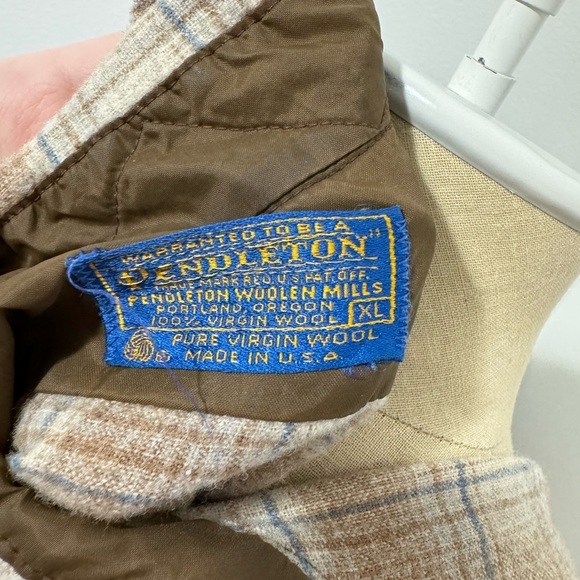 WARRANTED TO BE A
PENDLETON
TRADE MARK REG. U.S. PAT. OFF.
PENDLETON WOOLEN MILLS
PORTLAND, OREGON
100% VIRGIN WOOL XL
PURE VIRGIN WOOL
MADE IN U.S.A.